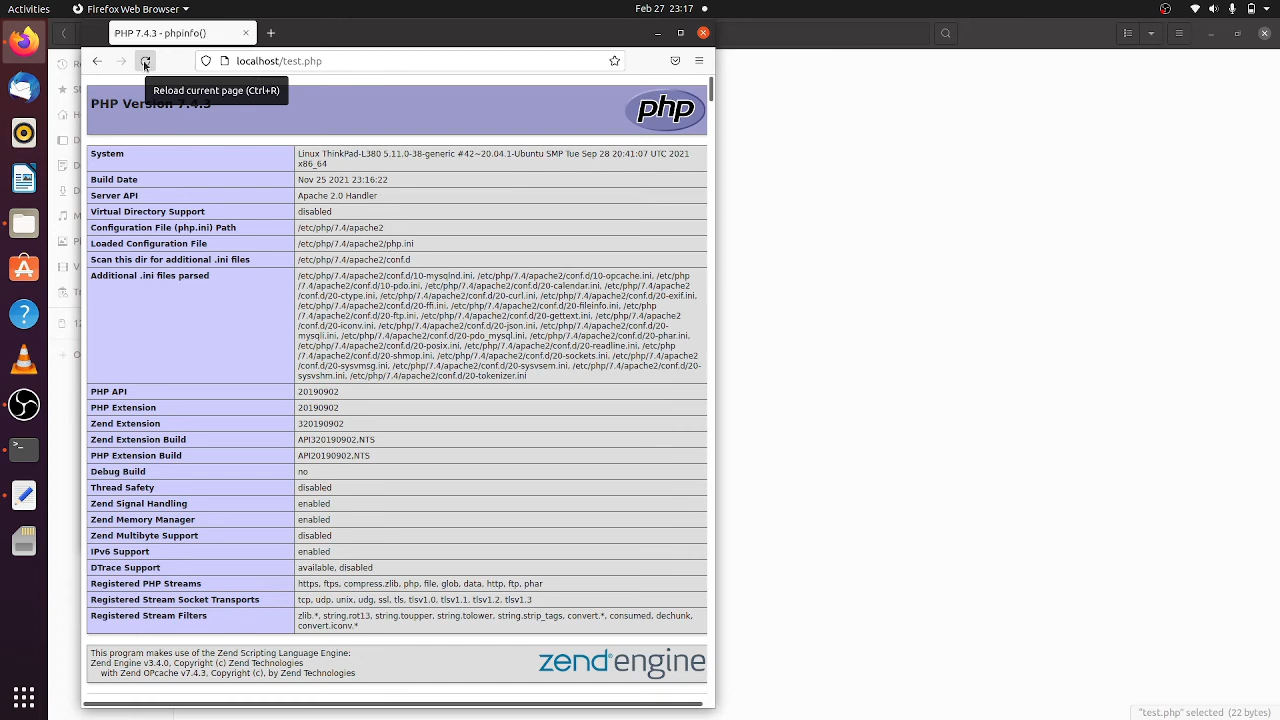 Activities
Firefox Web Browser
Feb 27 23:17
PHP 7.4.3 - phpinfo()
localhost/test.php
Reload current page (Ctrl+R)
PHP Version 7.4.3
php
System
Linux ThinkPad-L380 5.11.0-38-generic #42~20.04.1-Ubuntu SMP Tue Sep 28 20:41:07 UTC 2021
x86_64
Build Date
Nov 25 2021 23:16:22
Server API
Apache 2.0 Handler
Virtual Directory Support
disabled
Configuration File (php.ini) Path
/etc/php/7.4/apache2
Loaded Configuration File
/etc/php/7.4/apache2/php.ini
Scan this dir for additional .ini files
/etc/php/7.4/apache2/conf.d
Additional .ini files parsed
/etc/php/7.4/apache2/conf.d/10-mysqlnd.ini, /etc/php/7.4/apache2/conf.d/10-opcache.ini, /etc/php
/7.4/apache2/conf.d/10-pdo.ini, /etc/php/7.4/apache2/conf.d/20-calendar.ini, /etc/php/7.4/apache2
/conf.d/20-ctype.ini, /etc/php/7.4/apache2/conf.d/20-curl.ini, /etc/php/7.4/apache2/conf.d/20-exif.ini,
/etc/php/7.4/apache2/conf.d/20-ffi.ini, /etc/php/7.4/apache2/conf.d/20-fileinfo.ini, /etc/php
/7.4/apache2/conf.d/20-ftp.ini, /etc/php/7.4/apache2/conf.d/20-gettext.ini, /etc/php/7.4/apache2
/conf.d/20-iconv.ini, /etc/php/7.4/apache2/conf.d/20-json.ini, /etc/php/7.4/apache2/conf.d/20-
mysqli.ini, /etc/php/7.4/apache2/conf.d/20-pdo_mysql.ini, /etc/php/7.4/apache2/conf.d/20-phar.ini,
/etc/php/7.4/apache2/conf.d/20-posix.ini, /etc/php/7.4/apache2/conf.d/20-readline.ini, /etc/php
/7.4/apache2/conf.d/20-shmop.ini, /etc/php/7.4/apache2/conf.d/20-sockets.ini, /etc/php/7.4/apache2
/conf.d/20-sysvmsg.ini, /etc/php/7.4/apache2/conf.d/20-sysvsem.ini, /etc/php/7.4/apache2/conf.d/20-
sysvshm.ini, /etc/php/7.4/apache2/conf.d/20-tokenizer.ini
PHP API
20190902
PHP Extension
20190902
Zend Extension
320190902
Zend Extension Build
API320190902,NTS
PHP Extension Build
API20190902,NTS
Debug Build
no
Thread Safety
disabled
Zend Signal Handling
enabled
Zend Memory Manager
enabled
Zend Multibyte Support
disabled
IPv6 Support
enabled
DTrace Support
available, disabled
Registered PHP Streams
https, ftps, compress.zlib, php, file, glob, data, http, ftp, phar
Registered Stream Socket Transports
tcp, udp, unix, udg, ssl, tls, tlsv1.0, tlsv1.1, tlsv1.2, tlsv1.3
Registered Stream Filters
zlib.*, string.rot13, string.toupper, string.tolower, string.strip_tags, convert.*, consumed, dechunk,
convert.iconv.*
This program makes use of the Zend Scripting Language Engine:
Zend Engine v3.4.0, Copyright (c) Zend Technologies
with Zend OPcache v7.4.3, Copyright (c), by Zend Technologies
zend engine
"test.php" selected (22 bytes)